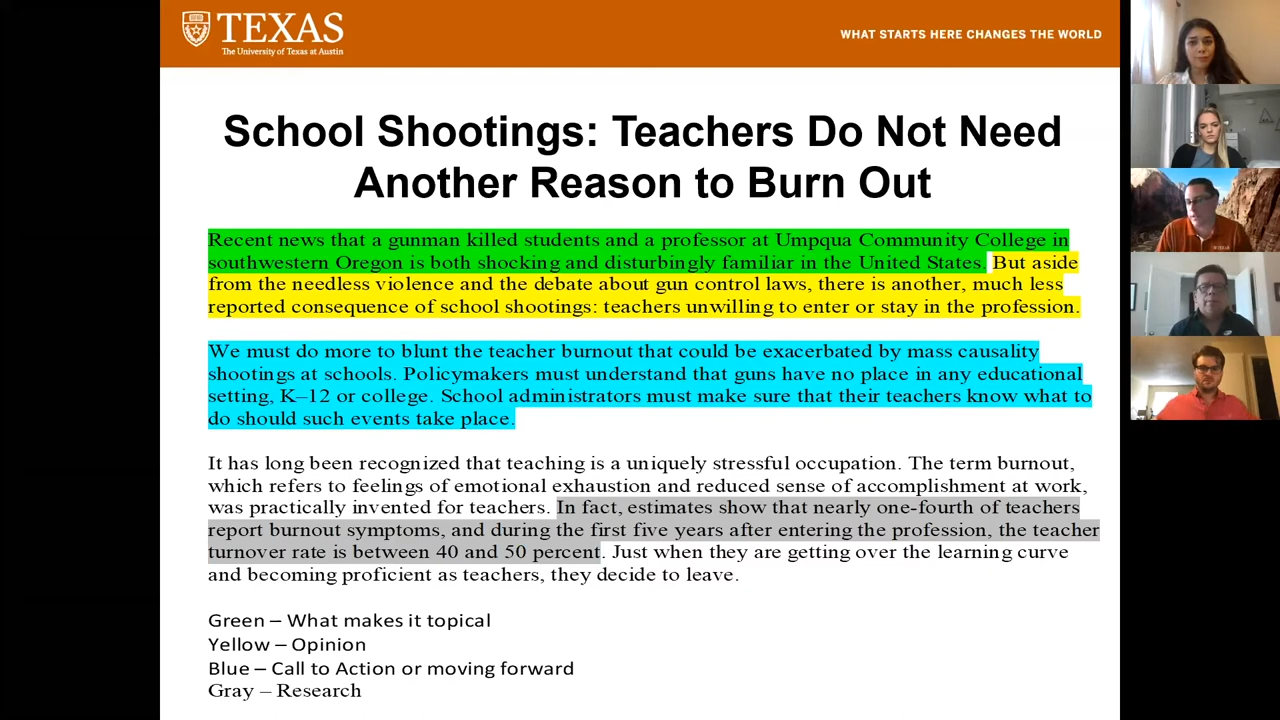 TEXAS
The University of Texas at Austin
WHAT STARTS HERE CHANGES THE WORLD
School Shootings: Teachers Do Not Need
Another Reason to Burn Out
Recent news that a gunman killed students and a professor at Umpqua Community College in
southwestern Oregon is both shocking and disturbingly familiar in the United States. But aside
from the needless violence and the debate about gun control laws, there is another, much less
reported consequence of school shootings: teachers unwilling to enter or stay in the profession.
We must do more to blunt the teacher burnout that could be exacerbated by mass causality
shootings at schools. Policymakers must understand that guns have no place in any educational
setting, K–12 or college. School administrators must make sure that their teachers know what to
do should such events take place.
It has long been recognized that teaching is a uniquely stressful occupation. The term burnout,
which refers to feelings of emotional exhaustion and reduced sense of accomplishment at work,
was practically invented for teachers. In fact, estimates show that nearly one-fourth of teachers
report burnout symptoms, and during the first five years after entering the profession, the teacher
turnover rate is between 40 and 50 percent. Just when they are getting over the learning curve
and becoming proficient as teachers, they decide to leave.
Green – What makes it topical
Yellow – Opinion
Blue – Call to Action or moving forward
Gray – Research